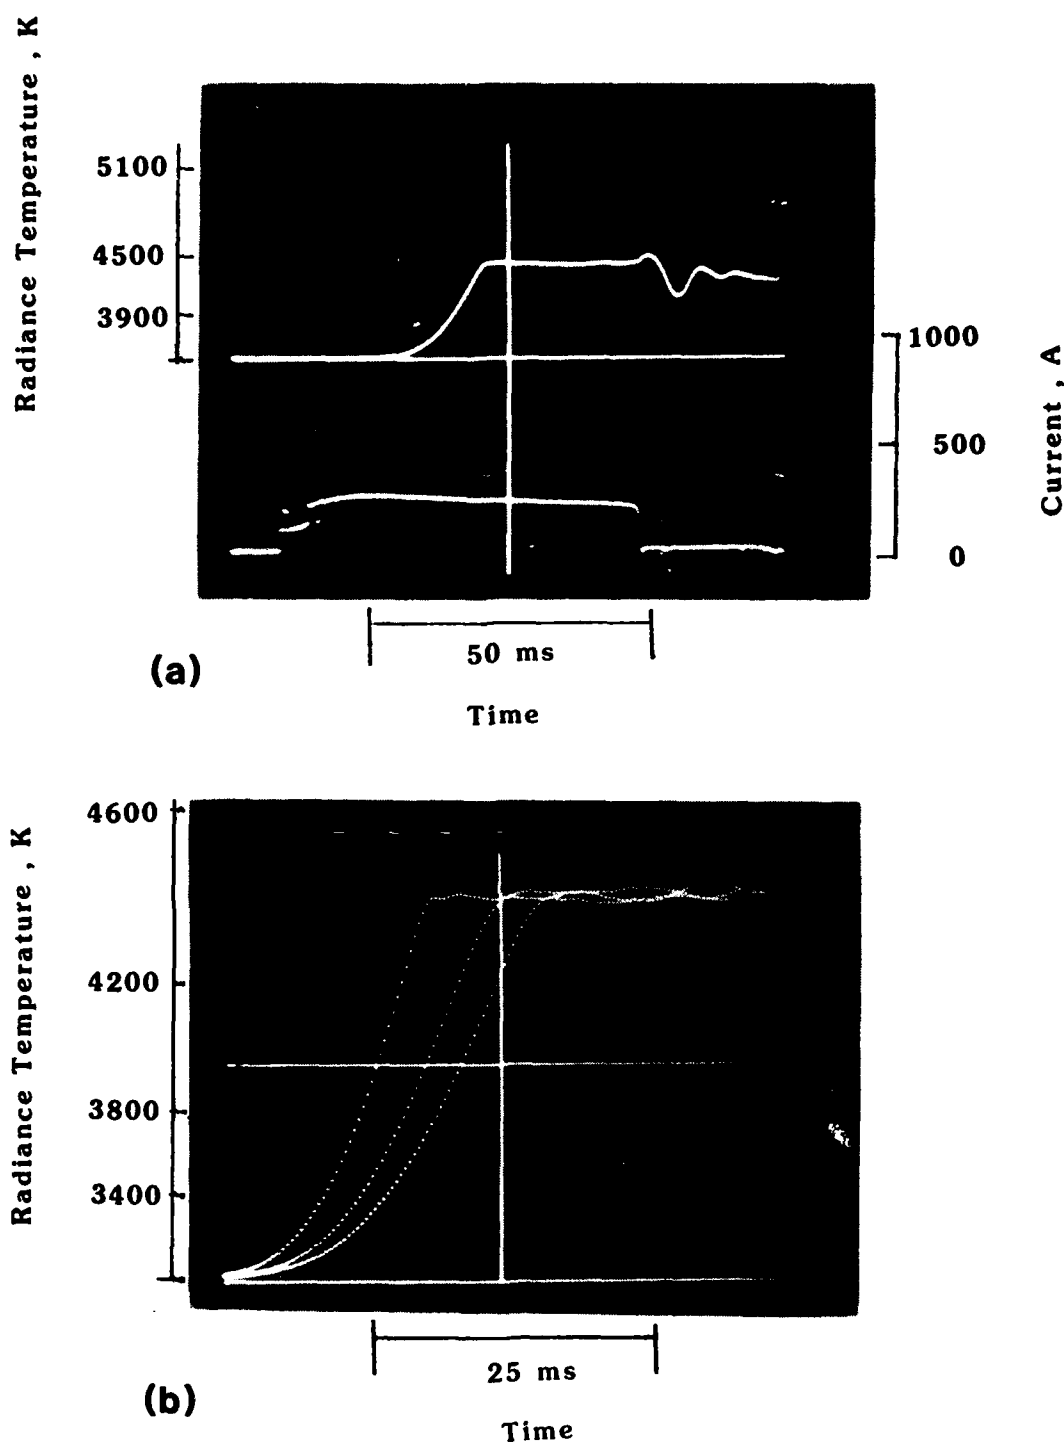 Radiance Temperature , K
5100
4500
3900
1000
500
0
Current , A
50 ms
(a)
Time
Radiance Temperature , K
4600
4200
3800
3400
25 ms
(b)
Time